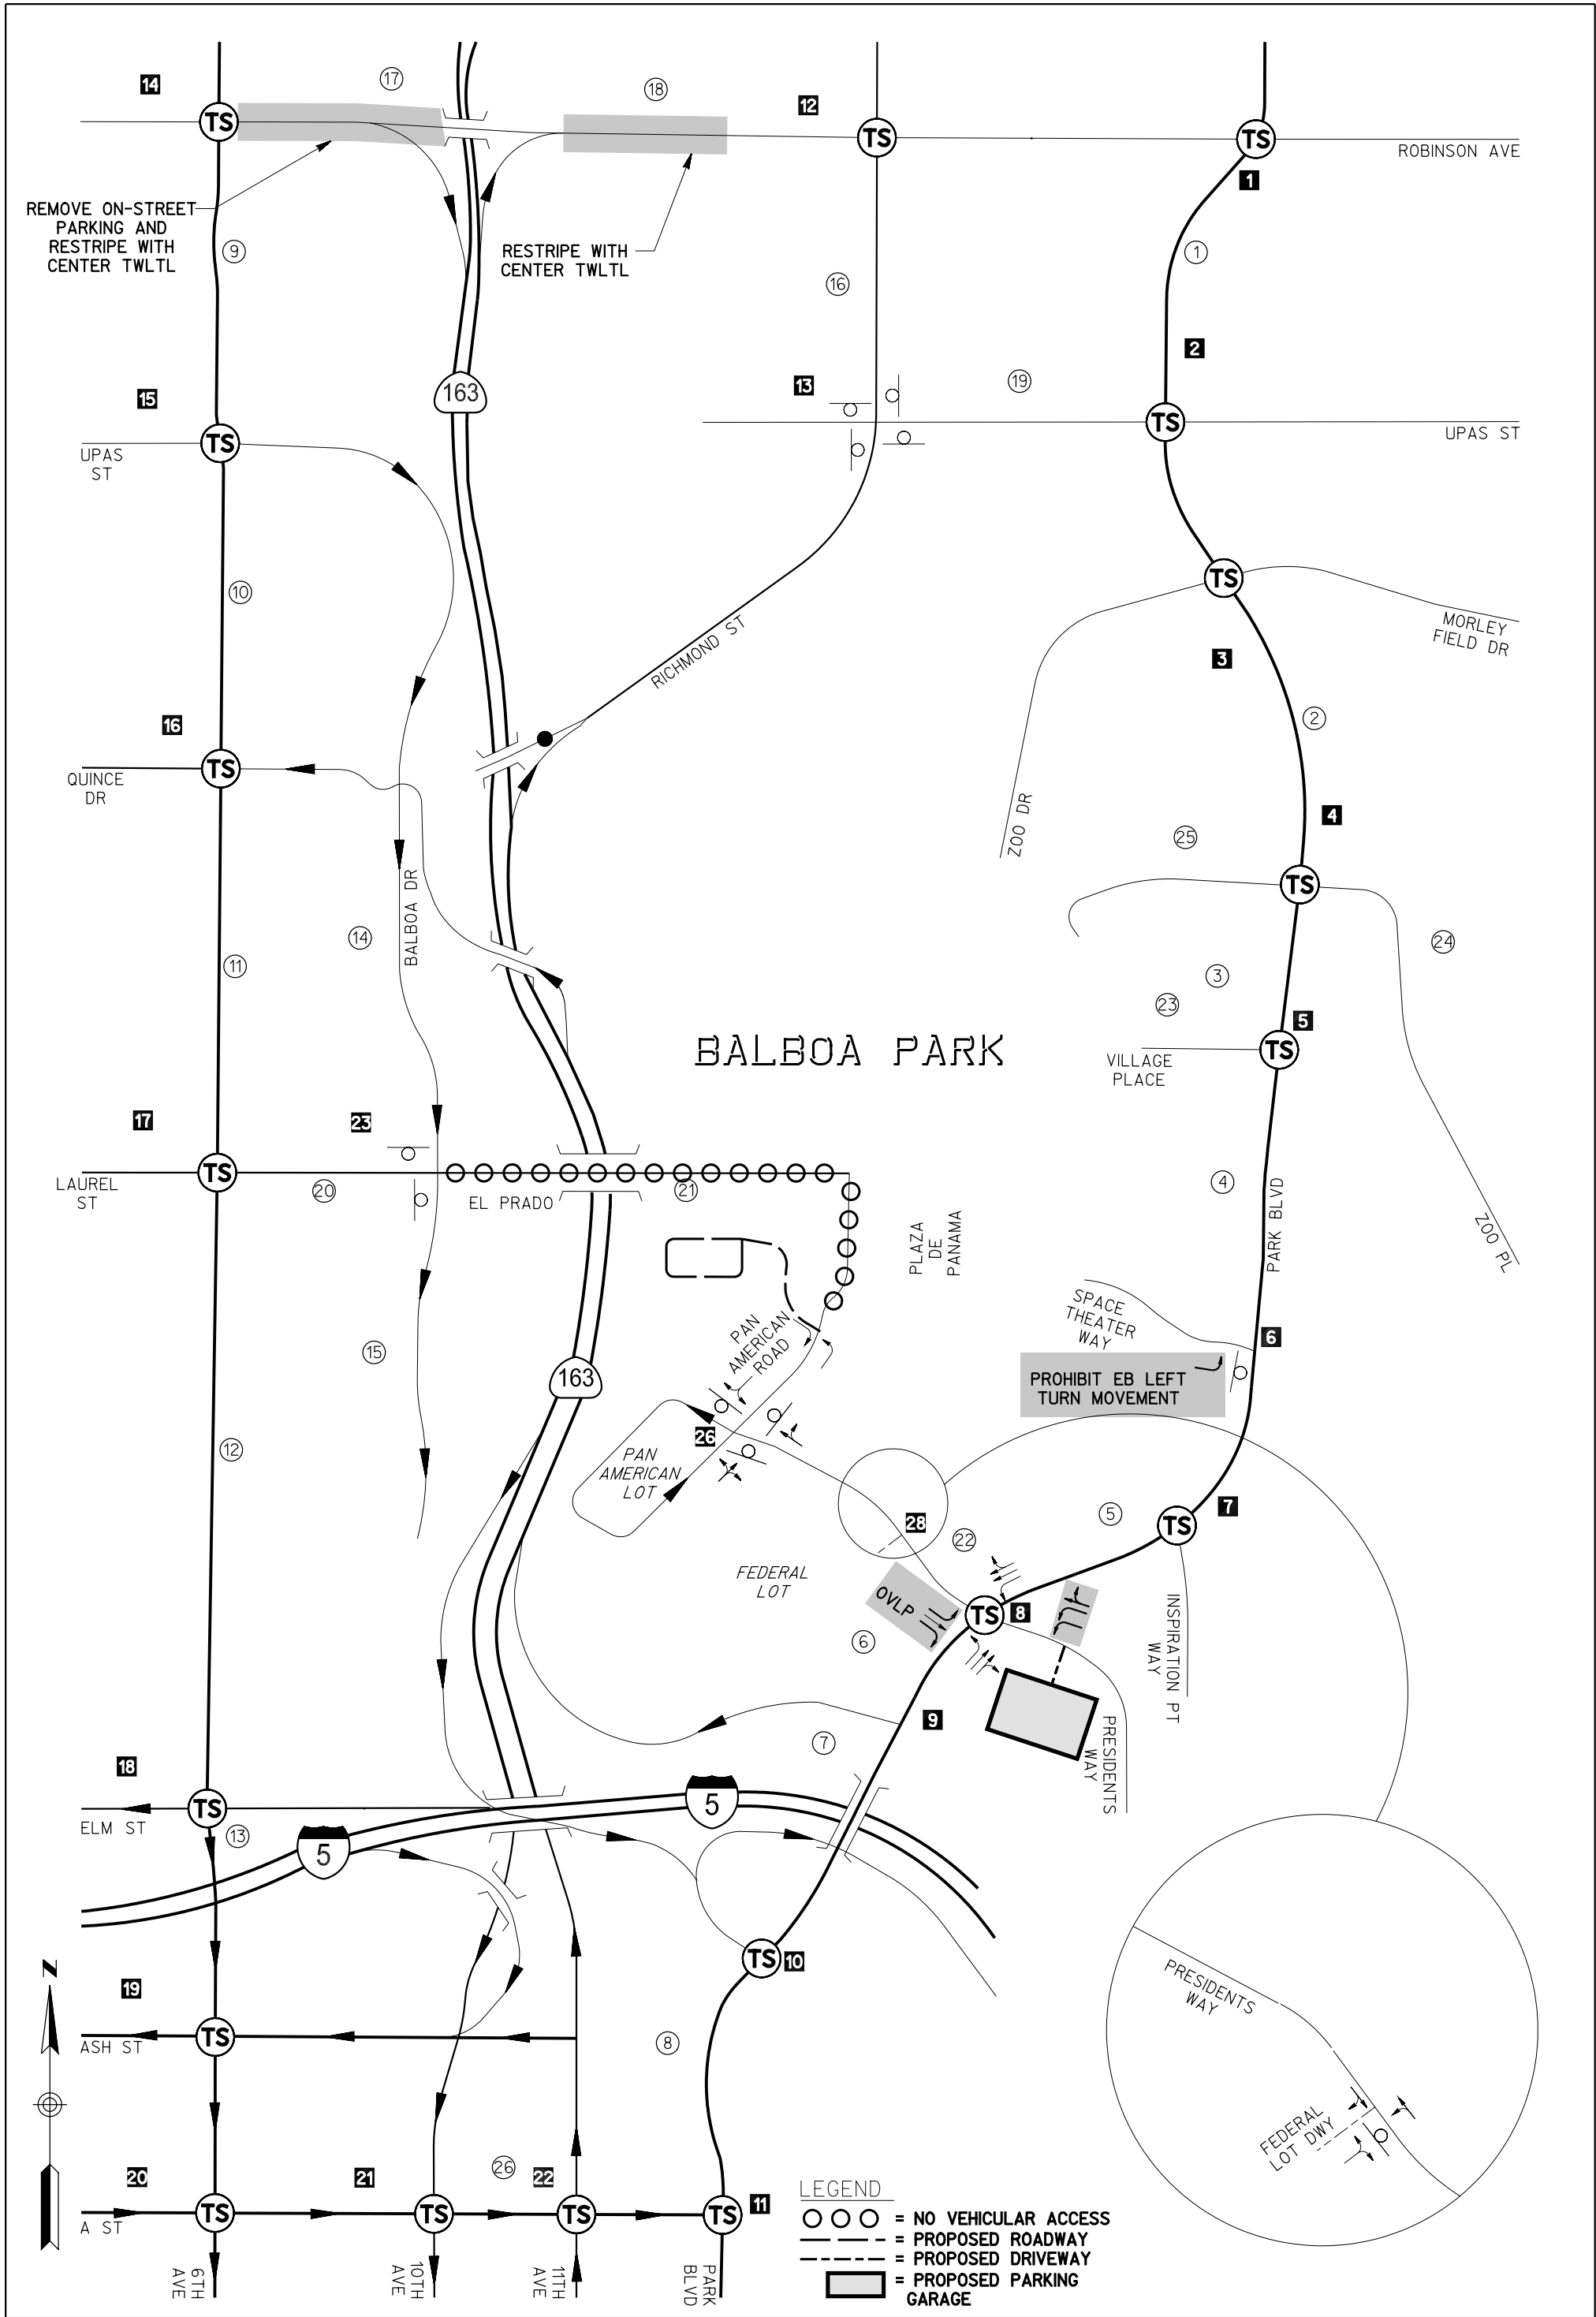 14
17
18
12
TS
TS
TS
ROBINSON AVE
1
REMOVE ON-STREET
PARKING AND
RESTRIPE WITH
CENTER TWLTL
9
RESTRIPE WITH
CENTER TWLTL
1
16
2
15
163
13
19
TS
UPAS ST
TS
UPAS
ST
TS
MORLEY
FIELD DR
10
RICHMOND ST
3
2
16
TS
QUINCE
DR
ZOO DR
4
25
TS
BALBOA DR
14
24
11
3
23
5
BALBOA PARK
TS
VILLAGE
PLACE
17
23
TS
LAUREL
ST
20
EL PRADO
21
4
PARK BLVD
PLAZA
DE
PANAMA
ZOO PL
SPACE
THEATER
WAY
6
PAN
AMERICAN
ROAD
15
163
PROHIBIT EB LEFT
TURN MOVEMENT
12
26
PAN
AMERICAN
LOT
7
5
TS
28
22
FEDERAL
LOT
OVLP
TS
8
INSPIRATION PT
WAY
6
9
PRESIDENTS
WAY
7
18
TS
ELM ST
13
5
5
TS
10
PRESIDENTS
WAY
N
19
TS
ASH ST
8
FEDERAL
LOT DWY
20
21
26
22
11
TS
TS
TS
TS
A ST
6TH
AVE
10TH
AVE
11TH
AVE
PARK
BLVD
LEGEND
= NO VEHICULAR ACCESS
= PROPOSED ROADWAY
= PROPOSED DRIVEWAY
= PROPOSED PARKING
GARAGE